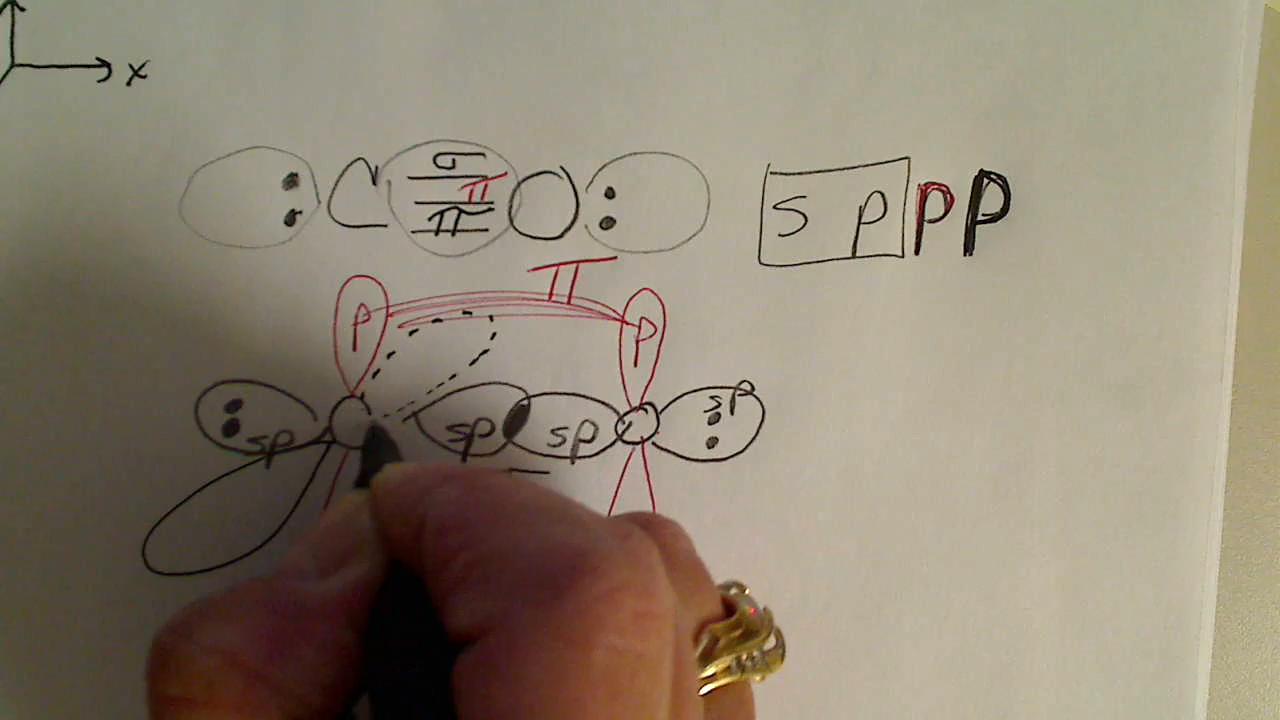 x
: C σ π π O : s p p p
π
p p
: sp sp sp sp :